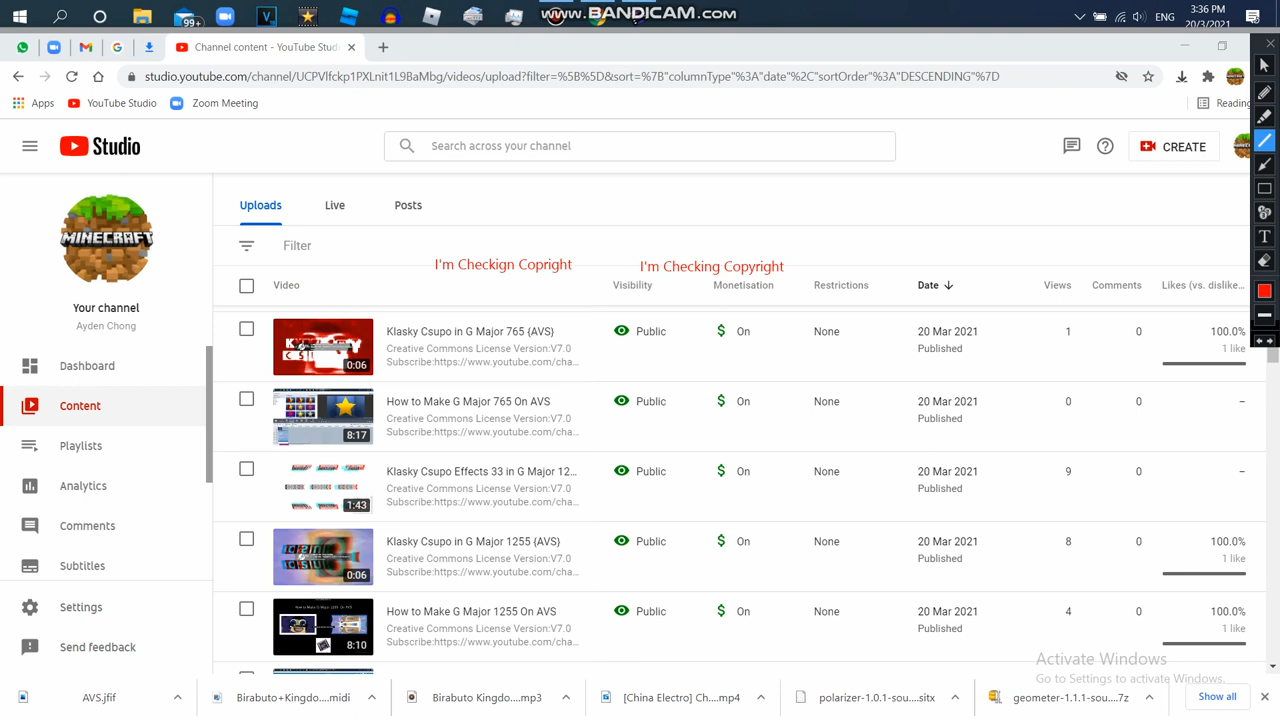 www.BANDICAM.com
99+
ENG
3:36 PM
20/3/2021
Channel content - YouTube Stud
studio.youtube.com/channel/UCPVlfckp1PXLnit1L9BaMbg/videos/upload?filter=%5B%5D&sort=%7B"columnType"%3A"date"%2C"sortOrder"%3A"DESCENDING"%7D
Apps
YouTube Studio
Zoom Meeting
Reading
Studio
Search across your channel
CREATE
MINECRAFT
Your channel
Ayden Chong
Dashboard
Content
Playlists
Analytics
Comments
Subtitles
Settings
Send feedback
Uploads Live Posts
Filter
I'm Checkign Copright I'm Checking Copyright
Video Visibility Monetisation Restrictions Date Views Comments Likes (vs. dislike...
Klasky Csupo in G Major 765 {AVS} Public On None 20 Mar 2021 1 0 100.0%
Creative Commons License Version:V7.0 Published 1 like
0:06 Subscribe:https://www.youtube.com/cha...
How to Make G Major 765 On AVS Public On None 20 Mar 2021 0 0 –
Creative Commons License Version:V7.0 Published
8:17 Subscribe:https://www.youtube.com/cha...
Klasky Csupo Effects 33 in G Major 12... Public On None 20 Mar 2021 9 0 –
Creative Commons License Version:V7.0 Published
1:43 Subscribe:https://www.youtube.com/cha...
Klasky Csupo in G Major 1255 {AVS} Public On None 20 Mar 2021 8 0 100.0%
Creative Commons License Version:V7.0 Published 1 like
0:06 Subscribe:https://www.youtube.com/cha...
How to Make G Major 1255 On AVS Public On None 20 Mar 2021 4 0 100.0%
Creative Commons License Version:V7.0 Published 1 like
8:10 Subscribe:https://www.youtube.com/cha...
Activate Windows
Go to Settings to activate Windows.
AVS.jfif
Birabuto+Kingdo....midi
Birabuto Kingdo....mp3
[China Electro] Ch....mp4
polarizer-1.0.1-sou....sitx
geometer-1.1.1-sou....7z
Show all